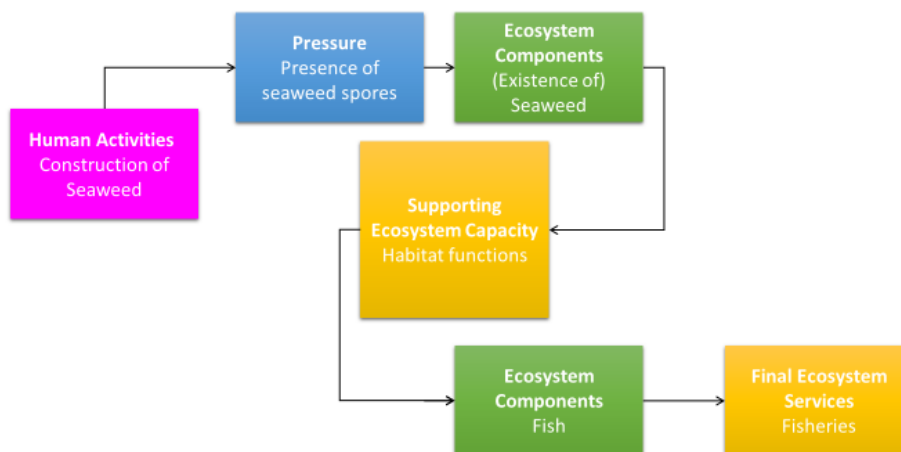 Human Activities
Construction of
Seaweed
Pressure
Presence of
seaweed spores
Ecosystem
Components
(Existence of)
Seaweed
Supporting
Ecosystem Capacity
Habitat functions
Ecosystem
Components
Fish
Final Ecosystem
Services
Fisheries